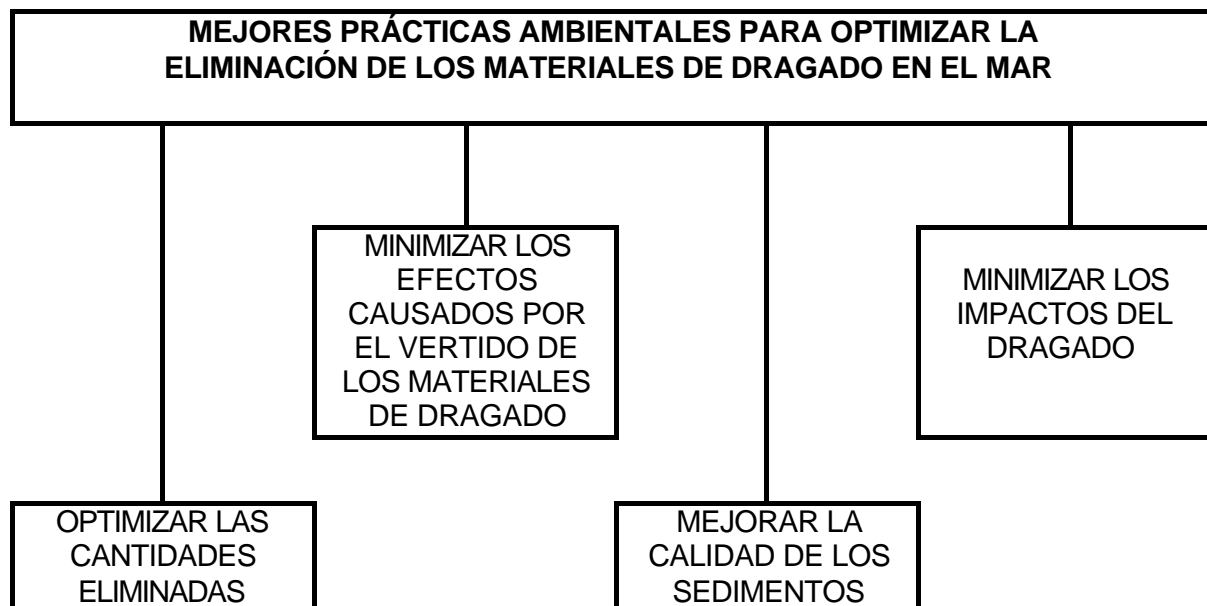 MEJORES PRÁCTICAS AMBIENTALES PARA OPTIMIZAR LA
ELIMINACIÓN DE LOS MATERIALES DE DRAGADO EN EL MAR
MINIMIZAR LOS
EFECTOS
CAUSADOS POR
EL VERTIDO DE
LOS MATERIALES
DE DRAGADO
MINIMIZAR LOS
IMPACTOS DEL
DRAGADO
OPTIMIZAR LAS
CANTIDADES
ELIMINADAS
MEJORAR LA
CALIDAD DE LOS
SEDIMENTOS